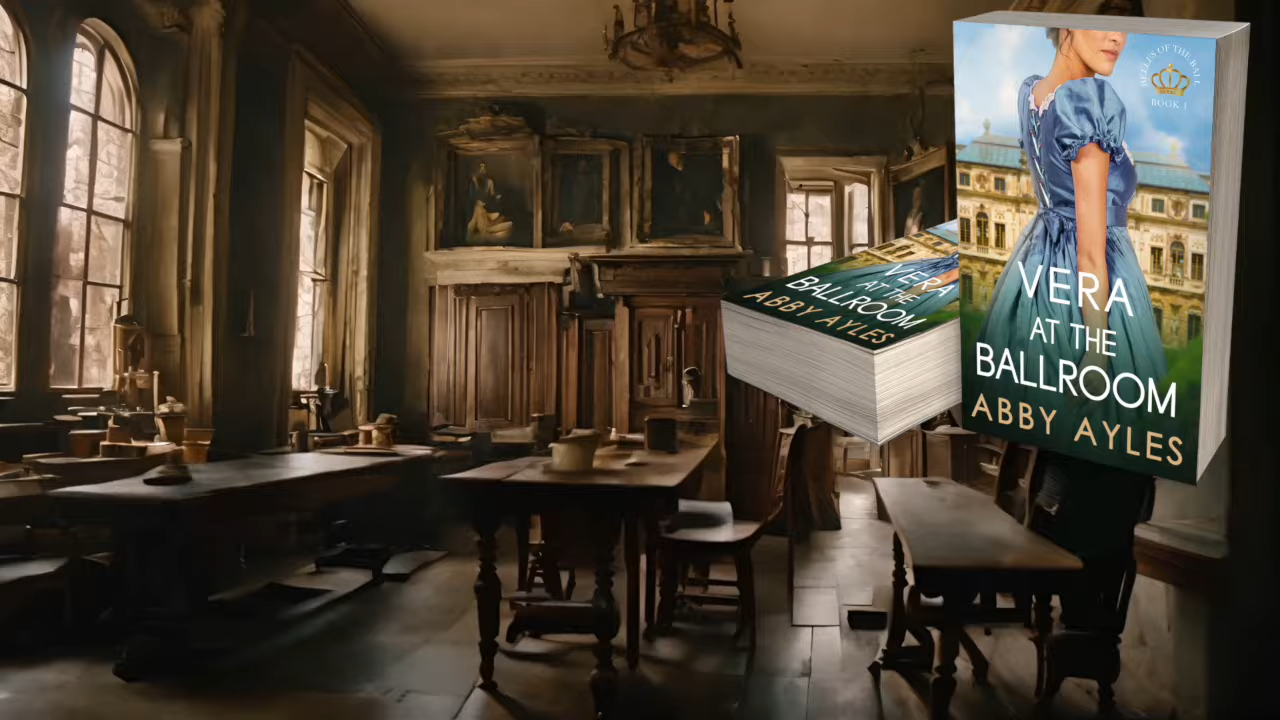 VERA
AT THE
BALLROOM
ABBY AYLES
BELLES OF THE BALL
BOOK 1
VERA
AT THE
BALLROOM
ABBY AYLES